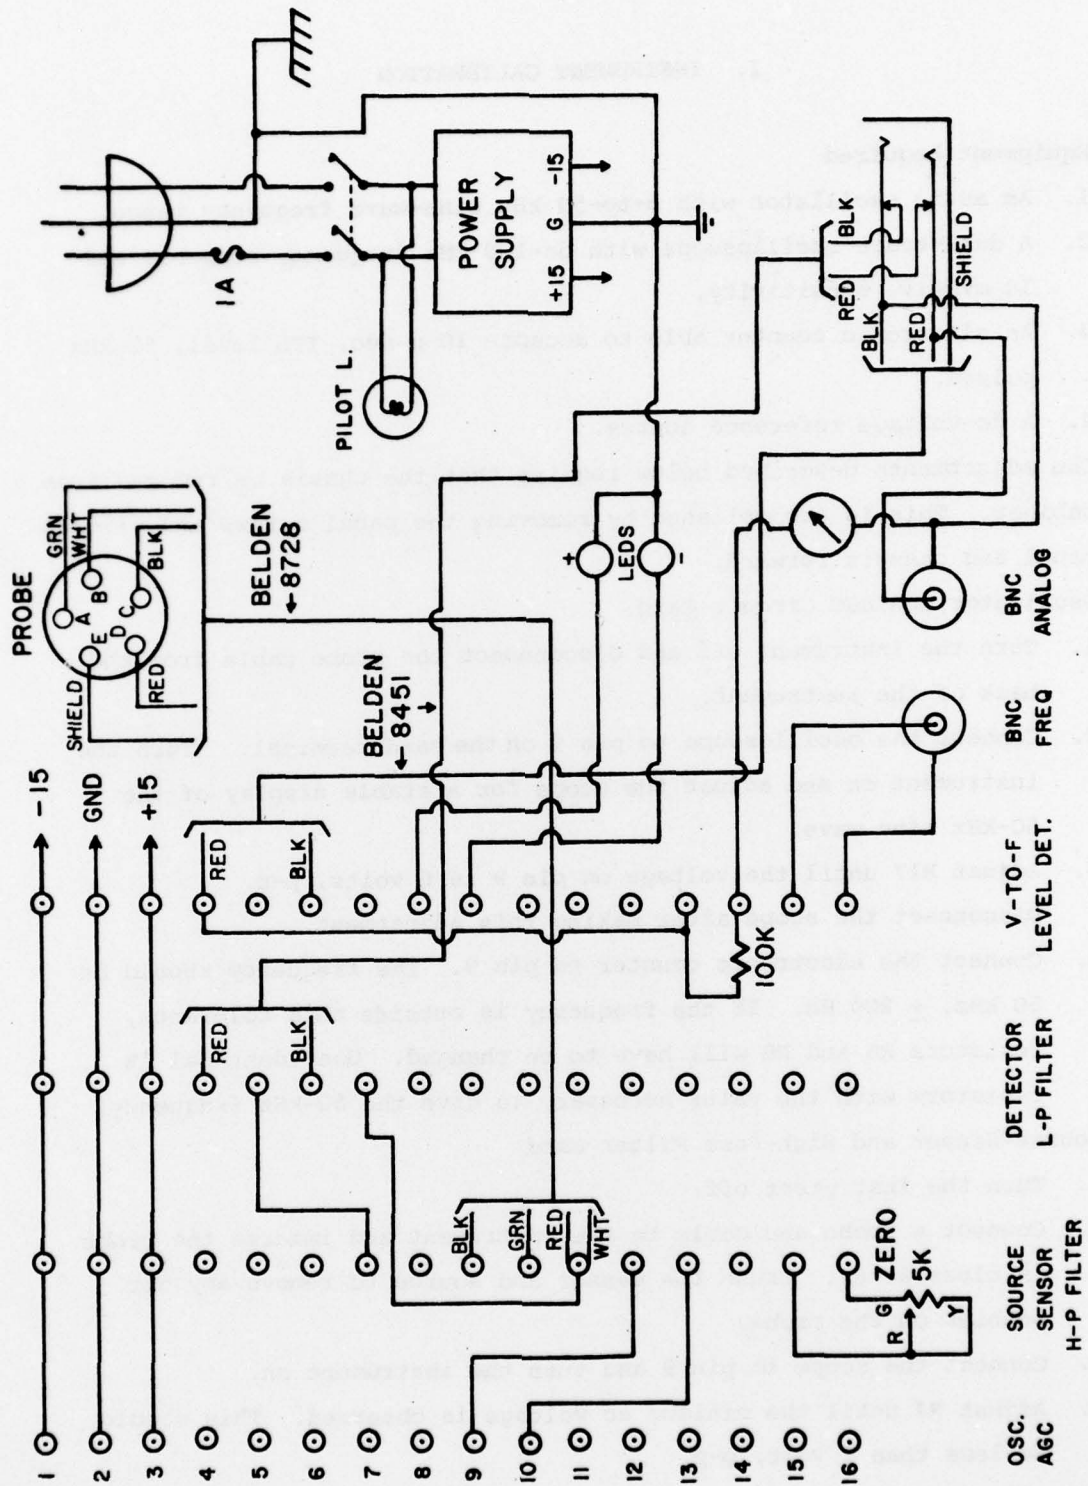 PROBE
SHIELD
GRN
WHT
A
B
E
D
C
RED
BLK
-15
GND
+15
1
2
3
4
5
6
7
8
9
10
11
12
13
14
15
16
1A
PILOT L.
POWER
SUPPLY
+15
G
-15
BELDEN
8728
BELDEN
8451
RED
BLK
RED
BLK
BLK
GRN
RED
WHT
+
LEDS
-
100K
RED
BLK
BLK
RED
SHIELD
ZERO
5K
R
G
Y
OSC.
AGC
SOURCE
SENSOR
H-P FILTER
DETECTOR
L-P FILTER
V-TO-F
LEVEL DET.
BNC
FREQ
BNC
ANALOG